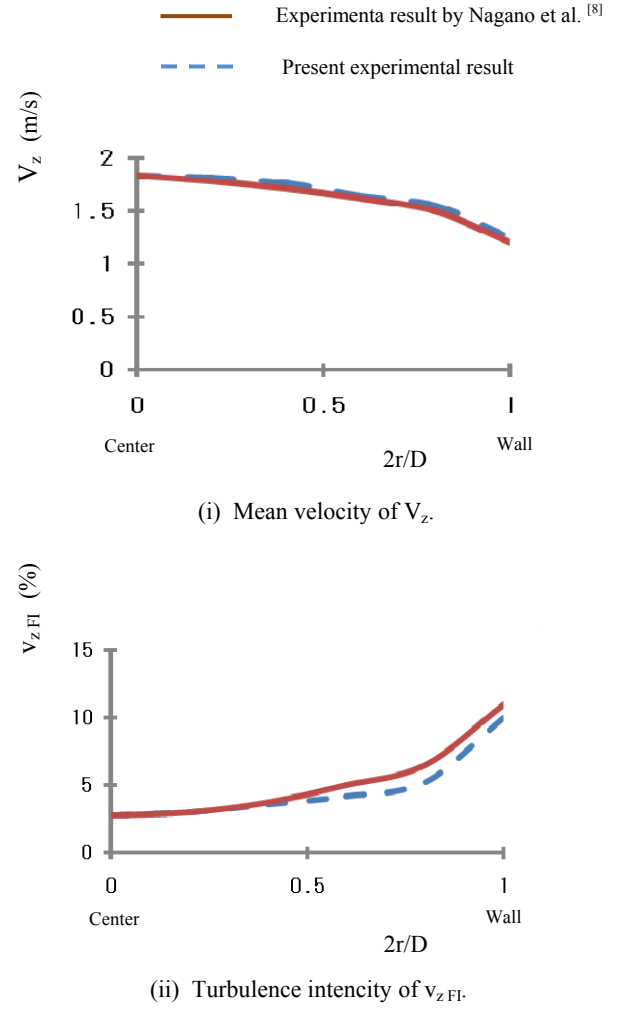 Experimenta result by Nagano et al. [8]
Present experimental result
Vz (m/s)
2
1.5
1
0.5
0
0 0.5 1
Center Wall
2r/D
(i) Mean velocity of Vz.
vz FI (%)
15
10
5
0
0 0.5 1
Center Wall
2r/D
(ii) Turbulence intencity of vz FI.